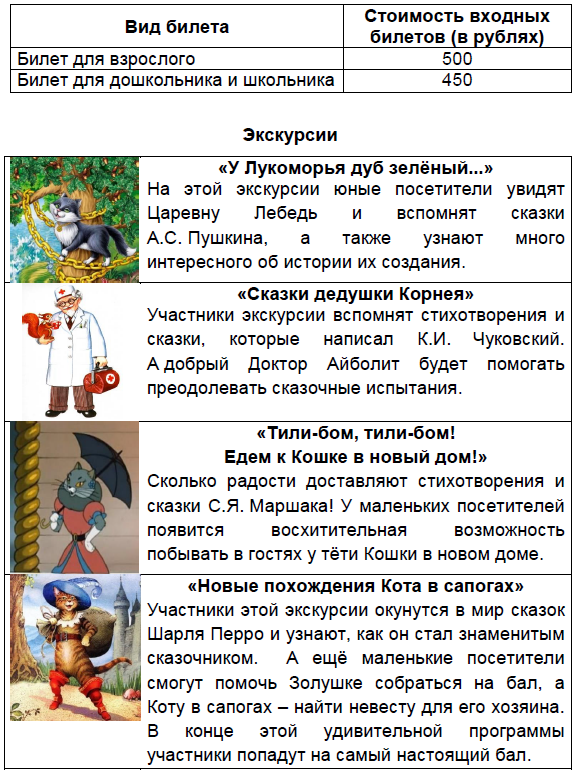 Вид билета
Стоимость входных
билетов (в рублях)
Билет для взрослого 500
Билет для дошкольника и школьника 450
Экскурсии
«У Лукоморья дуб зелёный...»
На этой экскурсии юные посетители увидят
Царевну Лебедь и вспомнят сказки
А.С. Пушкина, а также узнают много
интересного об истории их создания.
«Сказки дедушки Корнея»
Участники экскурсии вспомнят стихотворения и
сказки, которые написал К.И. Чуковский.
А добрый Доктор Айболит будет помогать
преодолевать сказочные испытания.
«Тили-бом, тили-бом!
Едем к Кошке в новый дом!»
Сколько радости доставляют стихотворения и
сказки С.Я. Маршака! У маленьких посетителей
появится восхитительная возможность
побывать в гостях у тёти Кошки в новом доме.
«Новые похождения Кота в сапогах»
Участники этой экскурсии окунутся в мир сказок
Шарля Перро и узнают, как он стал знаменитым
сказочником. А ещё маленькие посетители
смогут помочь Золушке собраться на бал, а
Коту в сапогах – найти невесту для его хозяина.
В конце этой удивительной программы
участники попадут на самый настоящий бал.